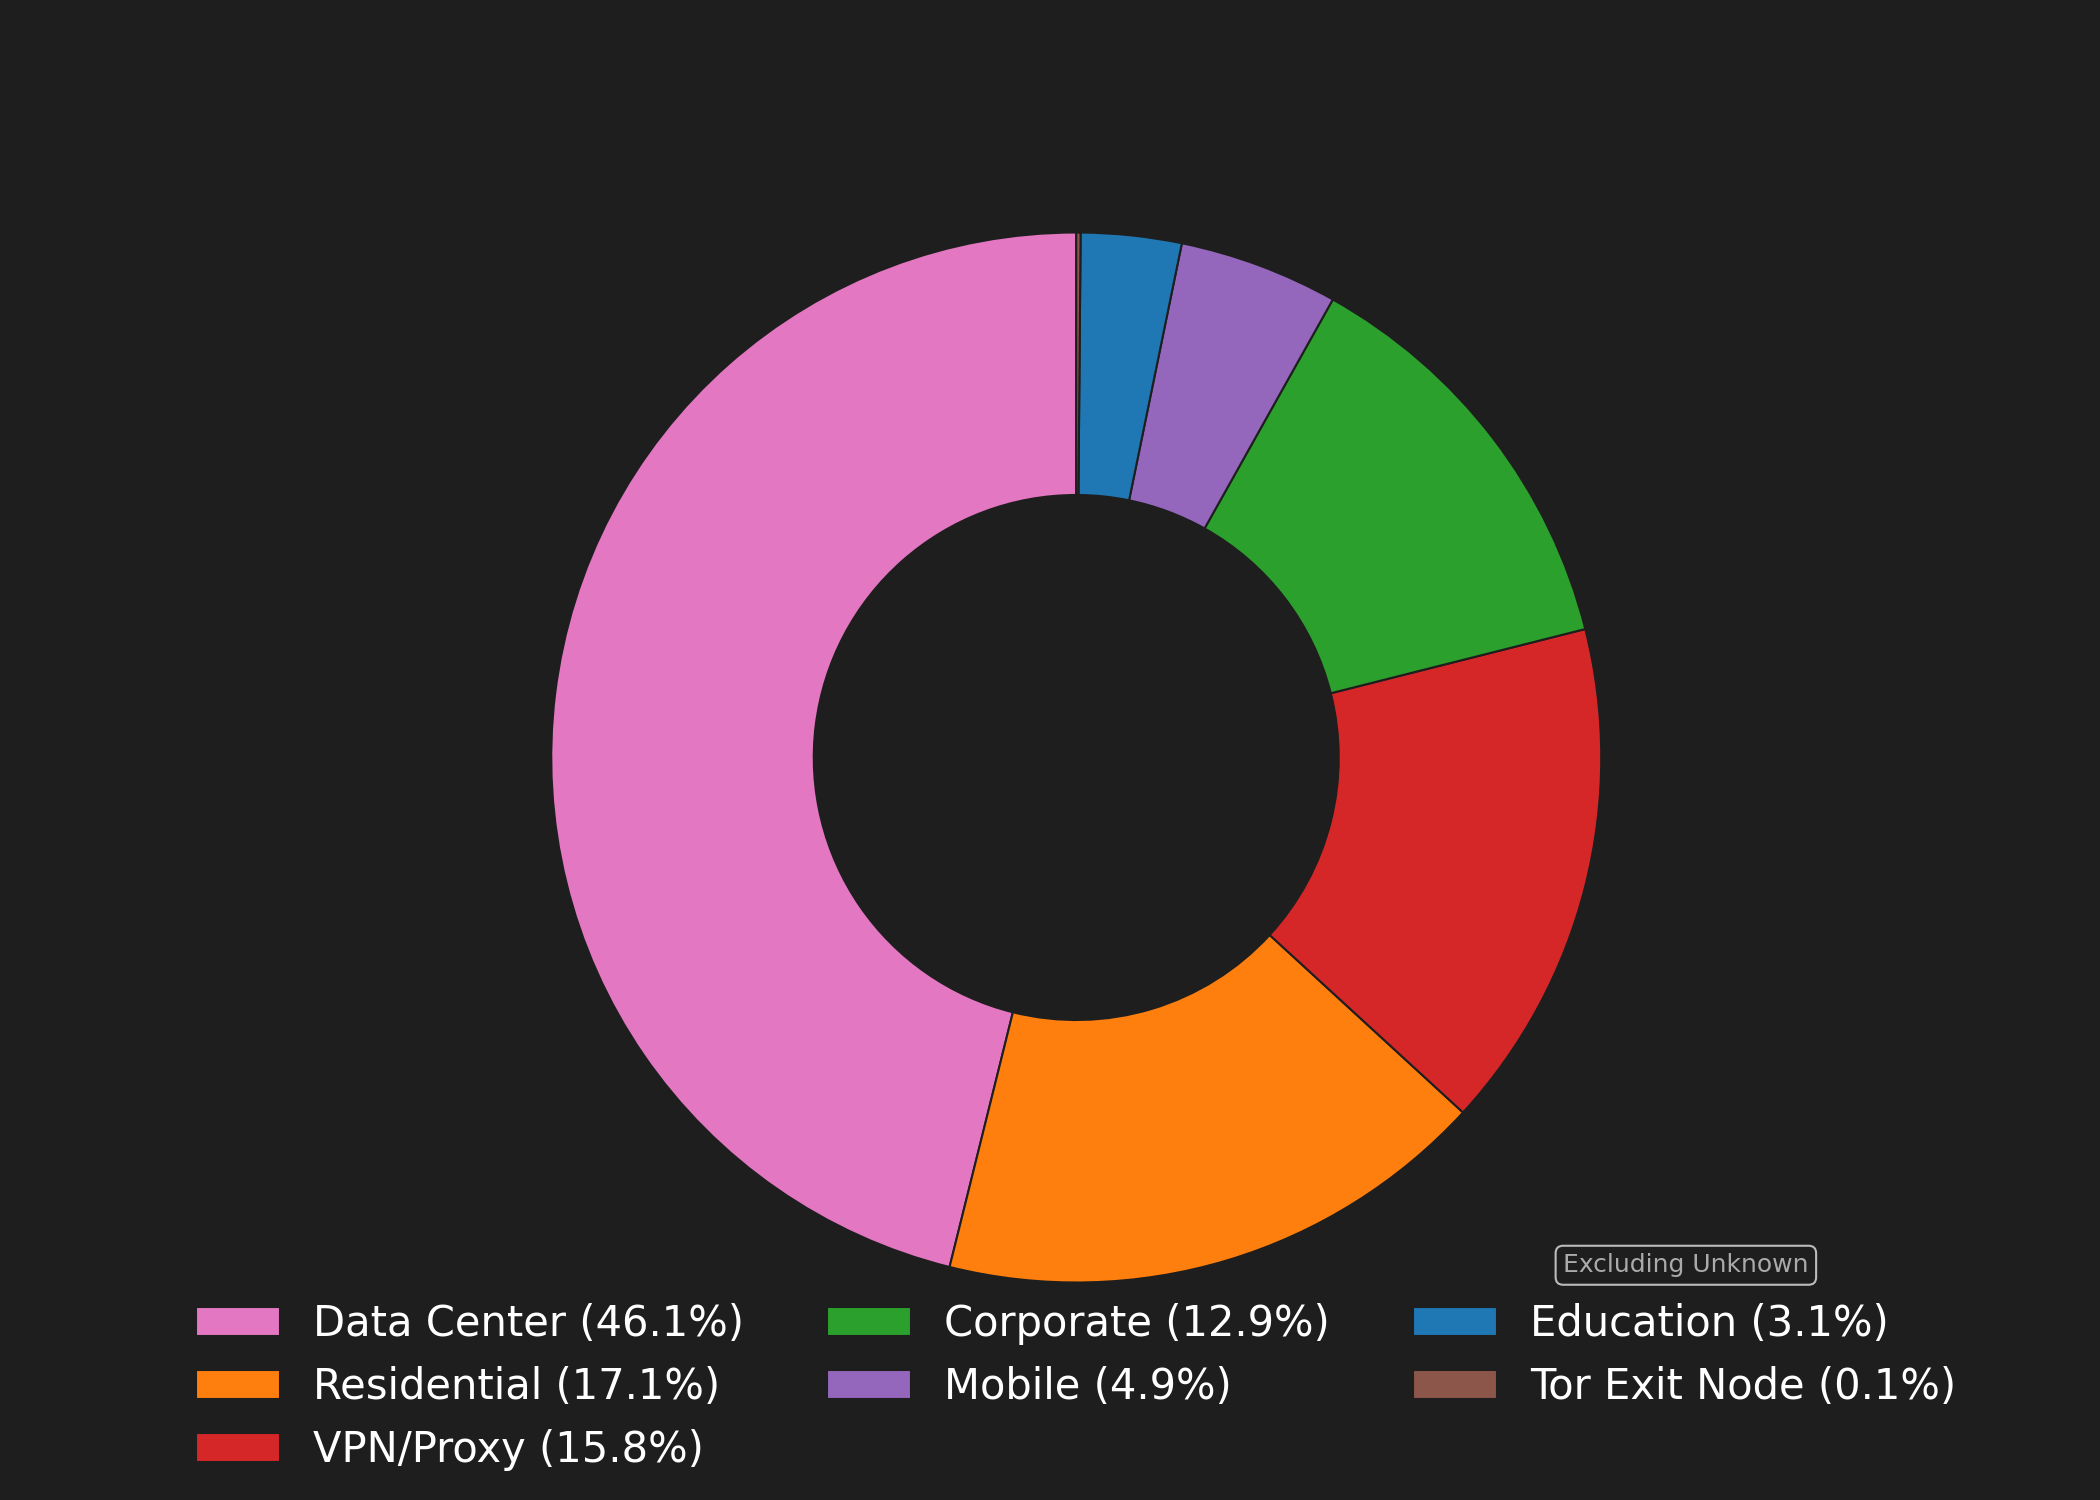 Excluding Unknown
Data Center (46.1%)
Residential (17.1%)
VPN/Proxy (15.8%)
Corporate (12.9%)
Mobile (4.9%)
Education (3.1%)
Tor Exit Node (0.1%)